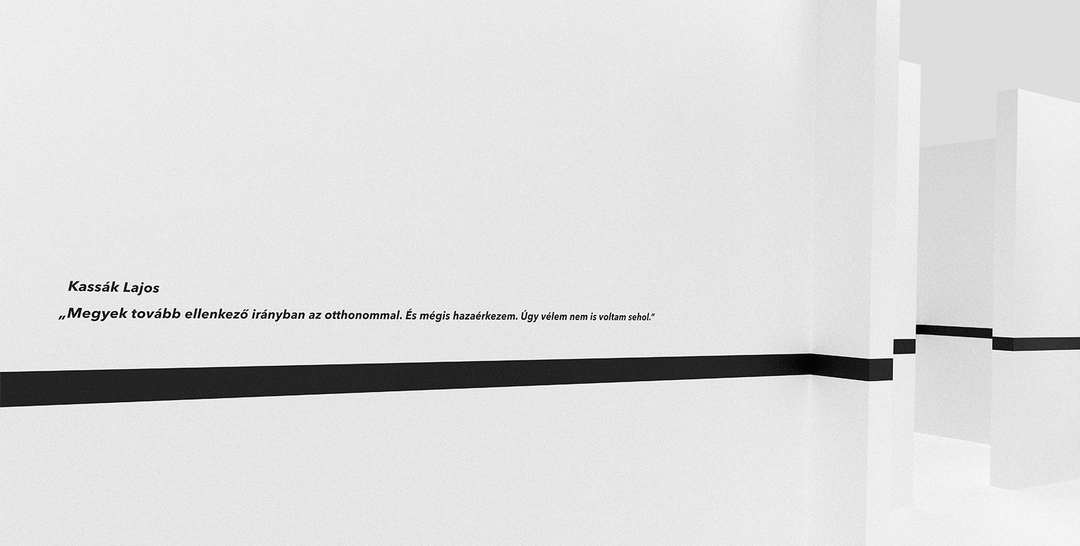 Kassák Lajos
„Megyek tovább ellenkező irányban az otthonommal. És mégis hazaérkezem. Úgy vélem nem is voltam sehol.”